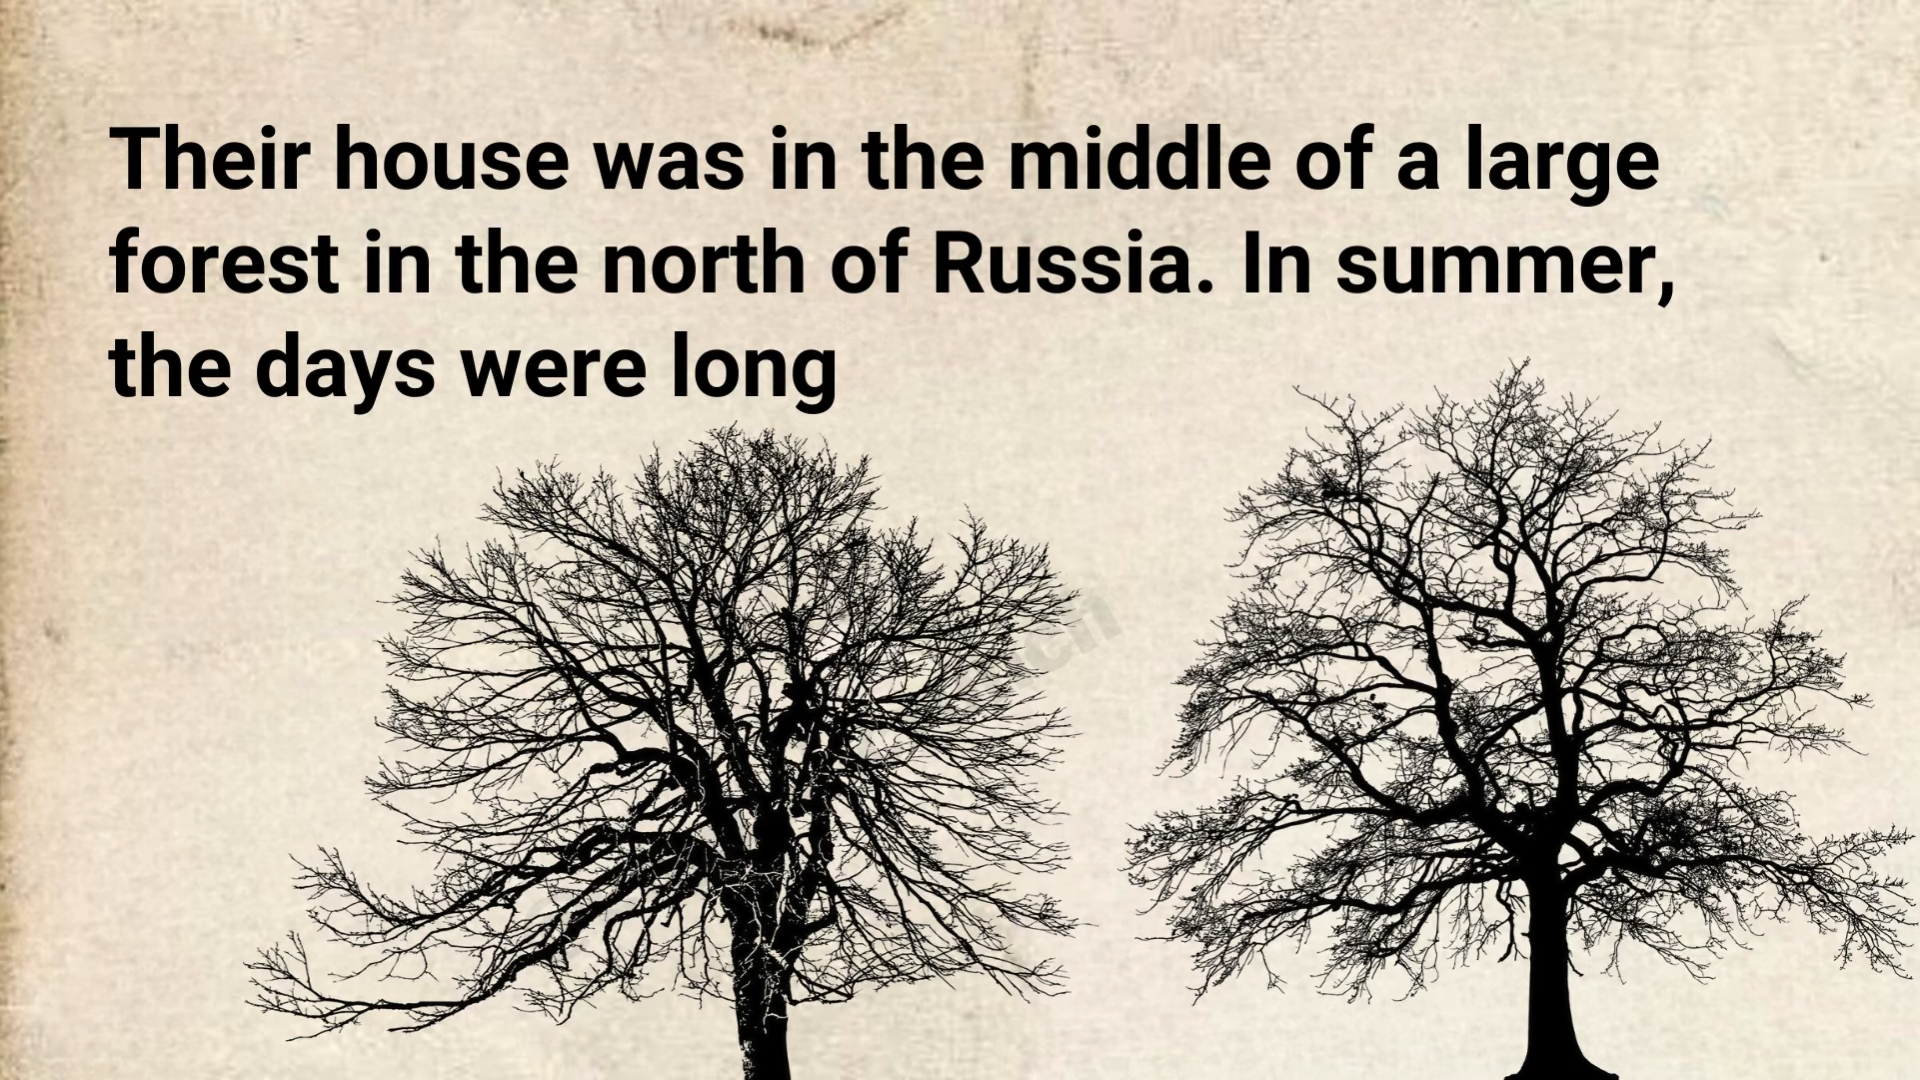 Their house was in the middle of a large
forest in the north of Russia. In summer,
the days were long